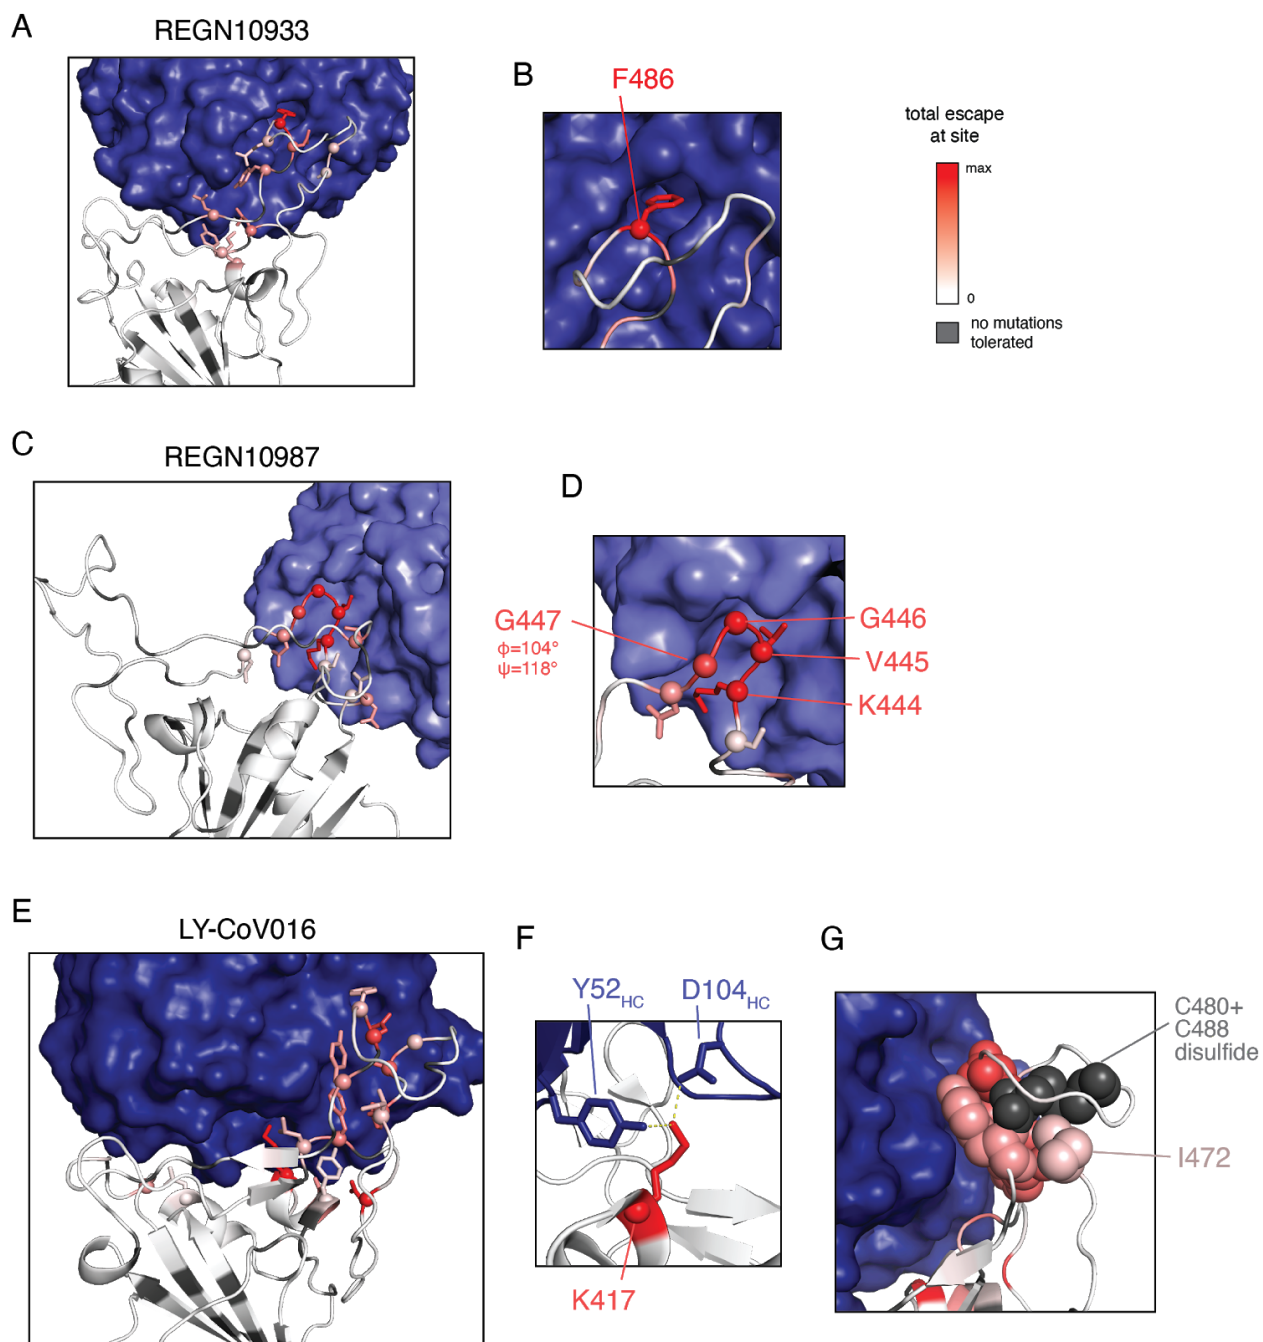 A
REGN10933
B
F486
total escape
at site
max
0
no mutations
tolerated
C
REGN10987
D
G447
ϕ=104°
ψ=118°
G446
V445
K444
E
LY-CoV016
F
Y52HC
D104HC
K417
G
C480+
C488
disulfide
I472